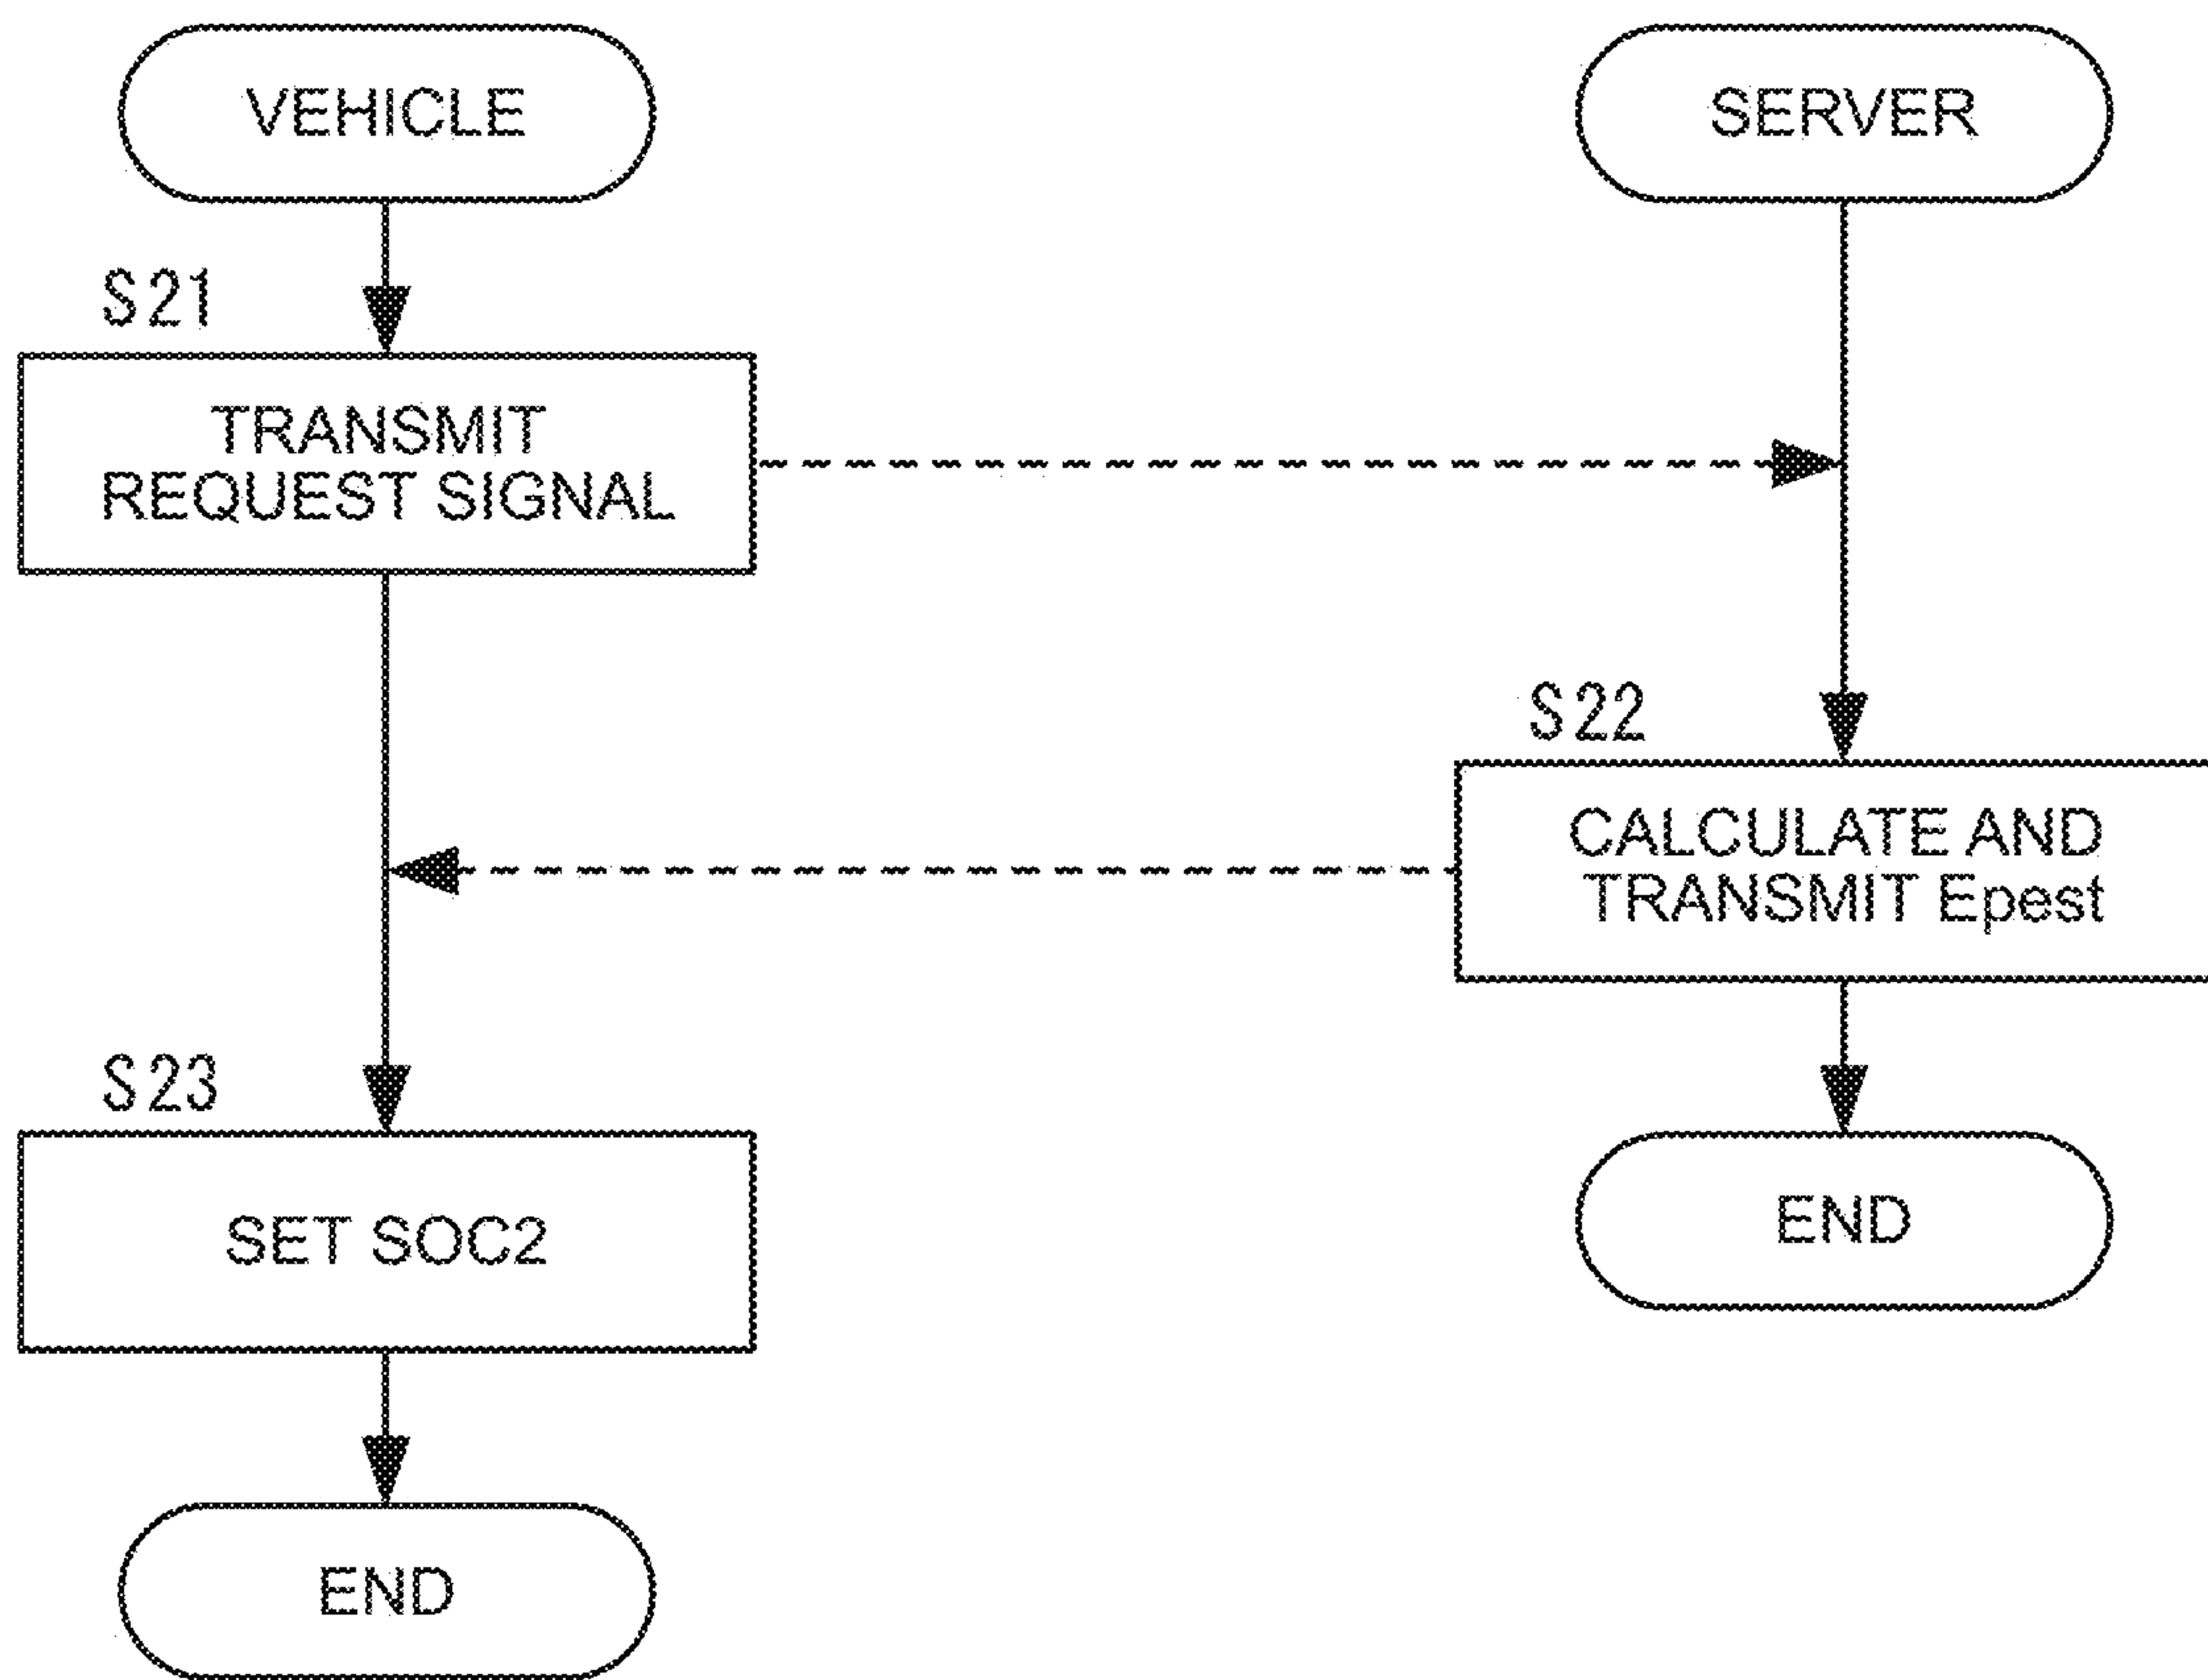 VEHICLE
SERVER
S21
TRANSMIT
REQUEST SIGNAL
S22
CALCULATE AND
TRANSMIT Epest
S23
SET SOC2
END
END